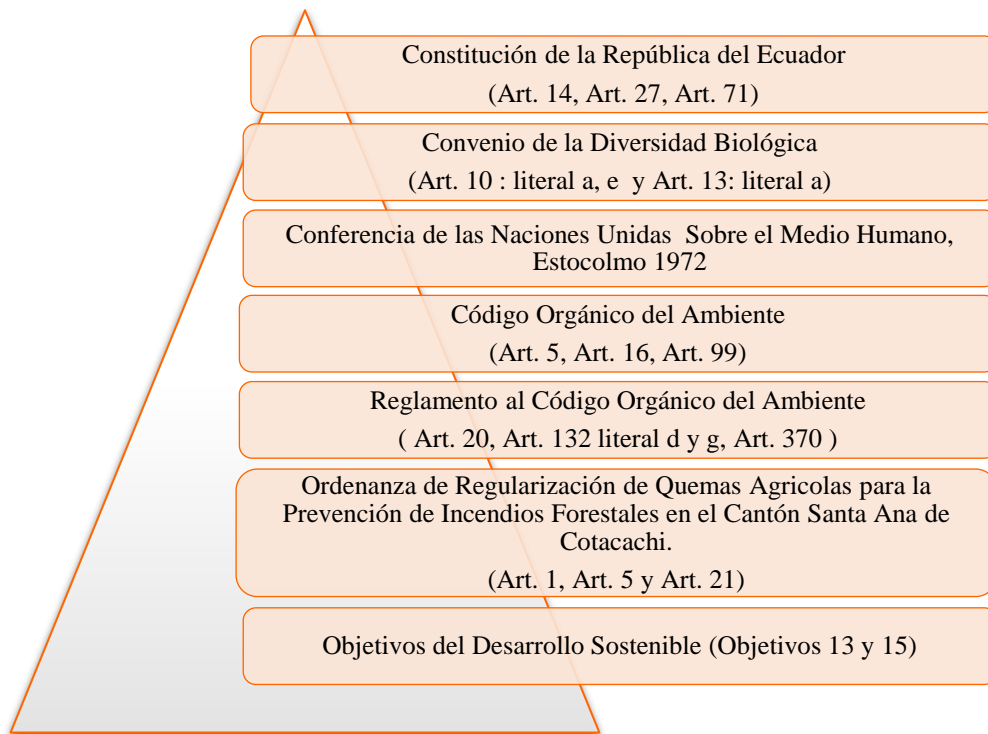 Constitución de la República del Ecuador
(Art. 14, Art. 27, Art. 71)
Convenio de la Diversidad Biológica
(Art. 10 : literal a, e y Art. 13: literal a)
Conferencia de las Naciones Unidas Sobre el Medio Humano,
Estocolmo 1972
Código Orgánico del Ambiente
(Art. 5, Art. 16, Art. 99)
Reglamento al Código Orgánico del Ambiente
( Art. 20, Art. 132 literal d y g, Art. 370 )
Ordenanza de Regularización de Quemas Agricolas para la
Prevención de Incendios Forestales en el Cantón Santa Ana de
Cotacachi.
(Art. 1, Art. 5 y Art. 21)
Objetivos del Desarrollo Sostenible (Objetivos 13 y 15)